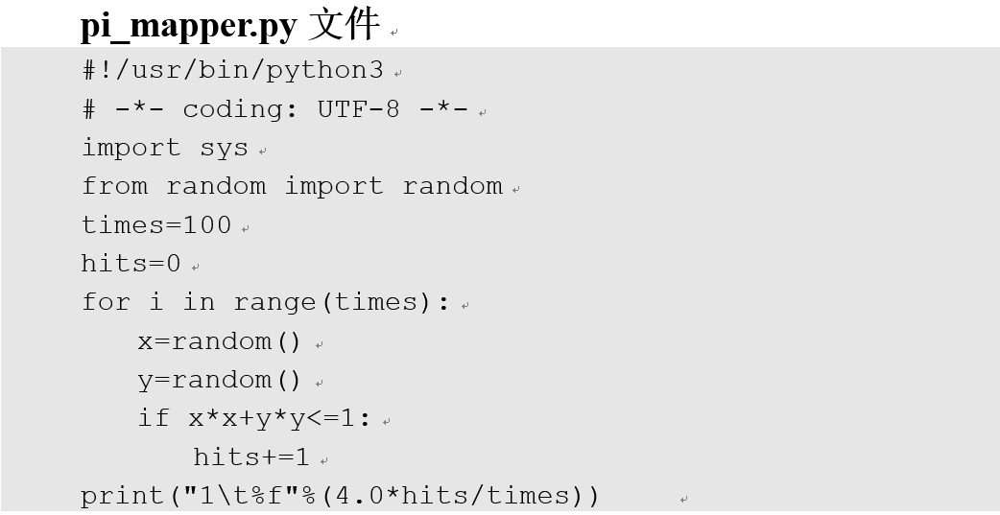 pi_mapper.py 文件
#!/usr/bin/python3
# -*- coding: UTF-8 -*-
import sys
from random import random
times=100
hits=0
for i in range(times):
    x=random()
    y=random()
    if x*x+y*y<=1:
        hits+=1
print("1\t%f"%(4.0*hits/times))